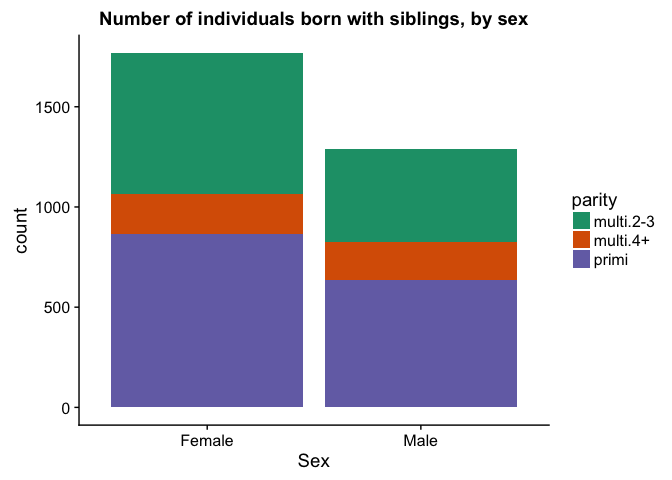 Number of individuals born with siblings, by sex
1500
1000
500
0
count
Female
Male
Sex
parity
multi.2-3
multi.4+
primi